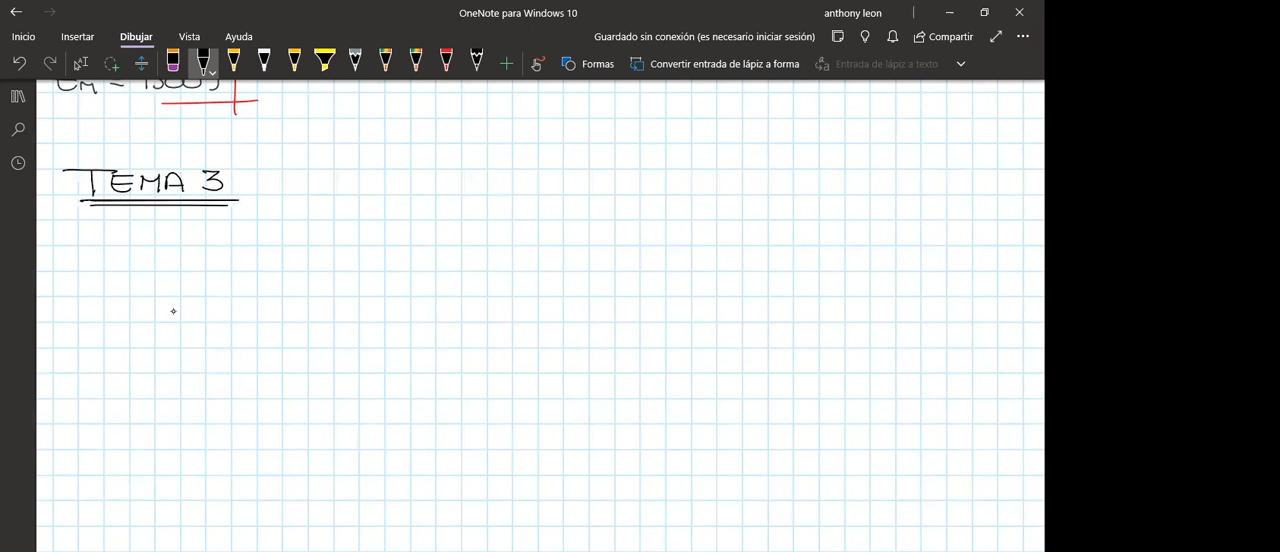 OneNote para Windows 10
anthony leon
Inicio Insertar Dibujar Vista Ayuda
Guardado sin conexión (es necesario iniciar sesión) Compartir
Formas Convertir entrada de lápiz a forma Entrada de lápiz a texto
TEMA 3